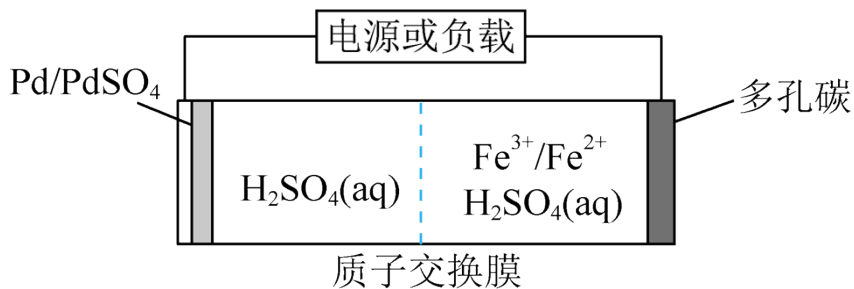 电源或负载
Pd/PdSO₄
多孔碳
Fe³⁺/Fe²⁺
H₂SO₄(aq)
H₂SO₄(aq)
质子交换膜